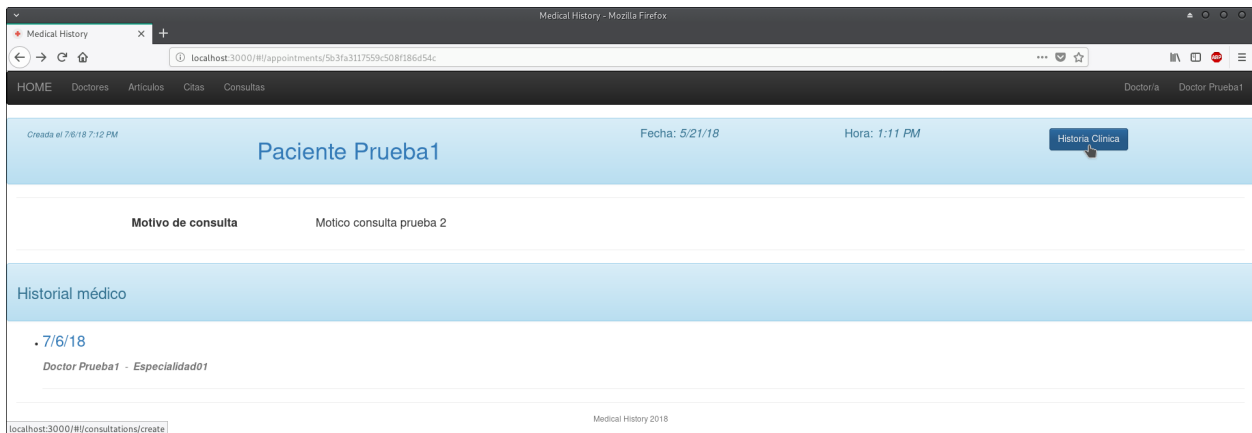 Medical History - Mozilla Firefox
Medical History
localhost:3000/#!/appointments/5b3fa3117559c508f186d54c
ABP
HOME Doctores Artículos Citas Consultas Doctor/a Doctor Prueba1
Creada el 7/6/18 7:12 PM
Paciente Prueba1
Fecha: 5/21/18
Hora: 1:11 PM
Historia Clínica
Motivo de consulta Motico consulta prueba 2
Historial médico
7/6/18
Doctor Prueba1 - Especialidad01
Medical History 2018
localhost:3000/#!/consultations/create